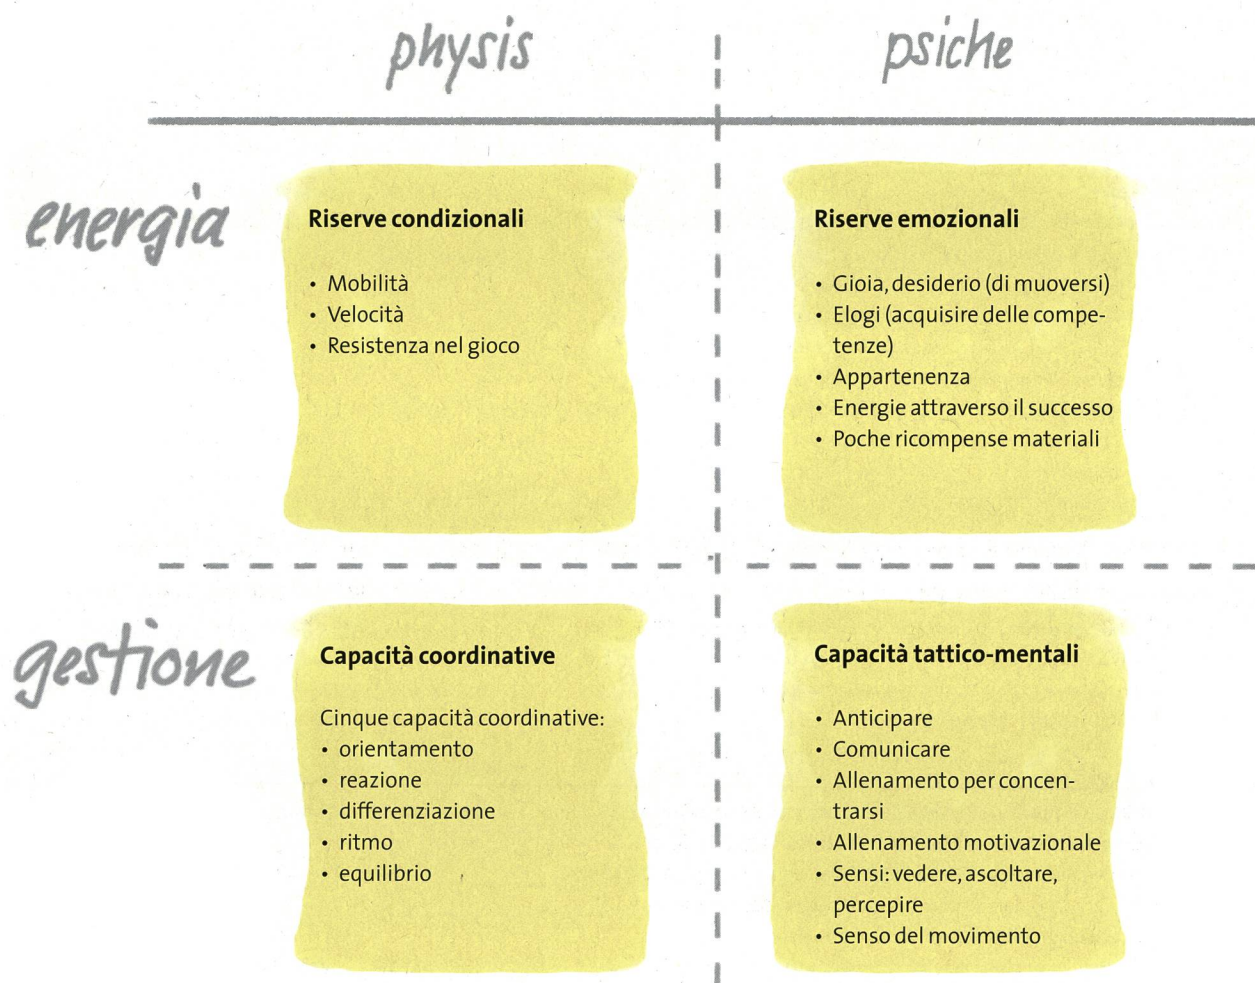 physis
psiche
energia
Riserve condizionali
• Mobilità
• Velocità
• Resistenza nel gioco
Riserve emozionali
• Gioia, desiderio (di muoversi)
• Elogi (acquisire delle compe-
tenze)
• Appartenenza
• Energie attraverso il successo
• Poche ricompense materiali
gestione
Capacità coordinative
Cinque capacità coordinative:
• orientamento
• reazione
• differenziazione
• ritmo
• equilibrio
Capacità tattico-mentali
• Anticipare
• Comunicare
• Allenamento per concen-
trarsi
• Allenamento motivazionale
• Sensi: vedere, ascoltare,
percepire
• Senso del movimento